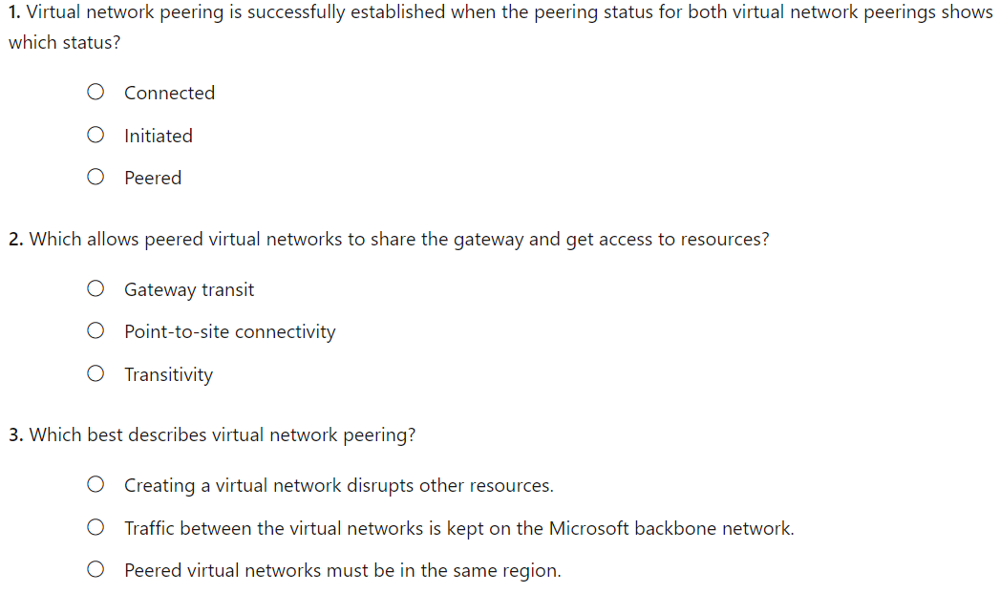 1. Virtual network peering is successfully established when the peering status for both virtual network peerings shows
which status?
Connected
Initiated
Peered
2. Which allows peered virtual networks to share the gateway and get access to resources?
Gateway transit
Point-to-site connectivity
Transitivity
3. Which best describes virtual network peering?
Creating a virtual network disrupts other resources.
Traffic between the virtual networks is kept on the Microsoft backbone network.
Peered virtual networks must be in the same region.